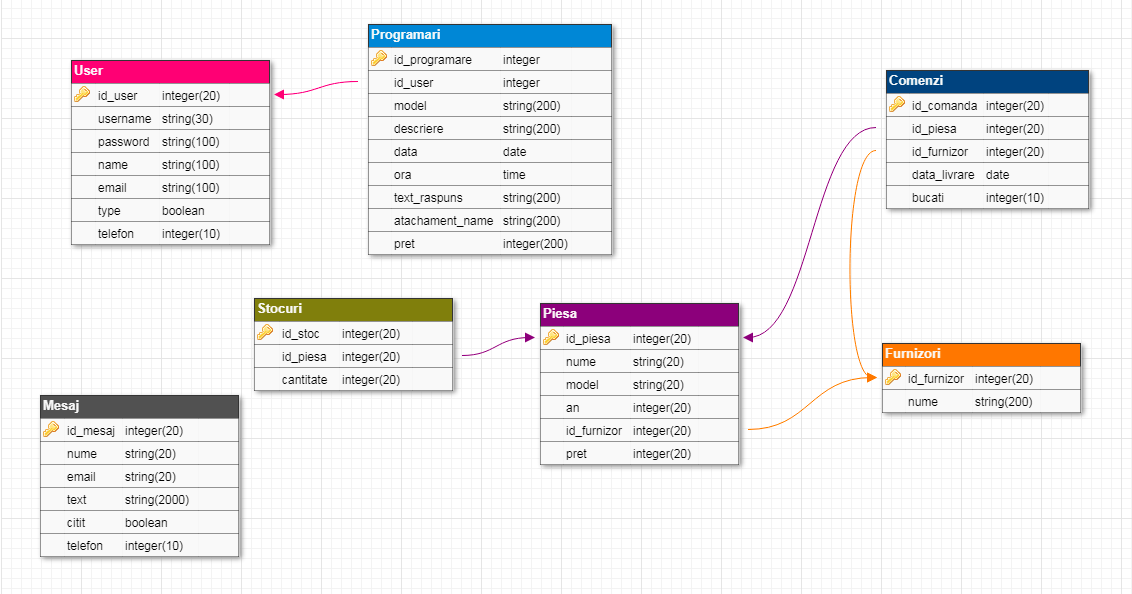 User
id_user integer(20)
username string(30)
password string(100)
name string(100)
email string(100)
type boolean
telefon integer(10)
Programari
id_programare integer
id_user integer
model string(200)
descriere string(200)
data date
ora time
text_raspuns string(200)
atachament_name string(200)
pret integer(200)
Comenzi
id_comanda integer(20)
id_piesa integer(20)
id_furnizor integer(20)
data_livrare date
bucati integer(10)
Stocuri
id_stoc integer(20)
id_piesa integer(20)
cantitate integer(20)
Piesa
id_piesa integer(20)
nume string(20)
model string(20)
an integer(20)
id_furnizor integer(20)
pret integer(20)
Furnizori
id_furnizor integer(20)
nume string(200)
Mesaj
id_mesaj integer(20)
nume string(20)
email string(20)
text string(2000)
citit boolean
telefon integer(10)